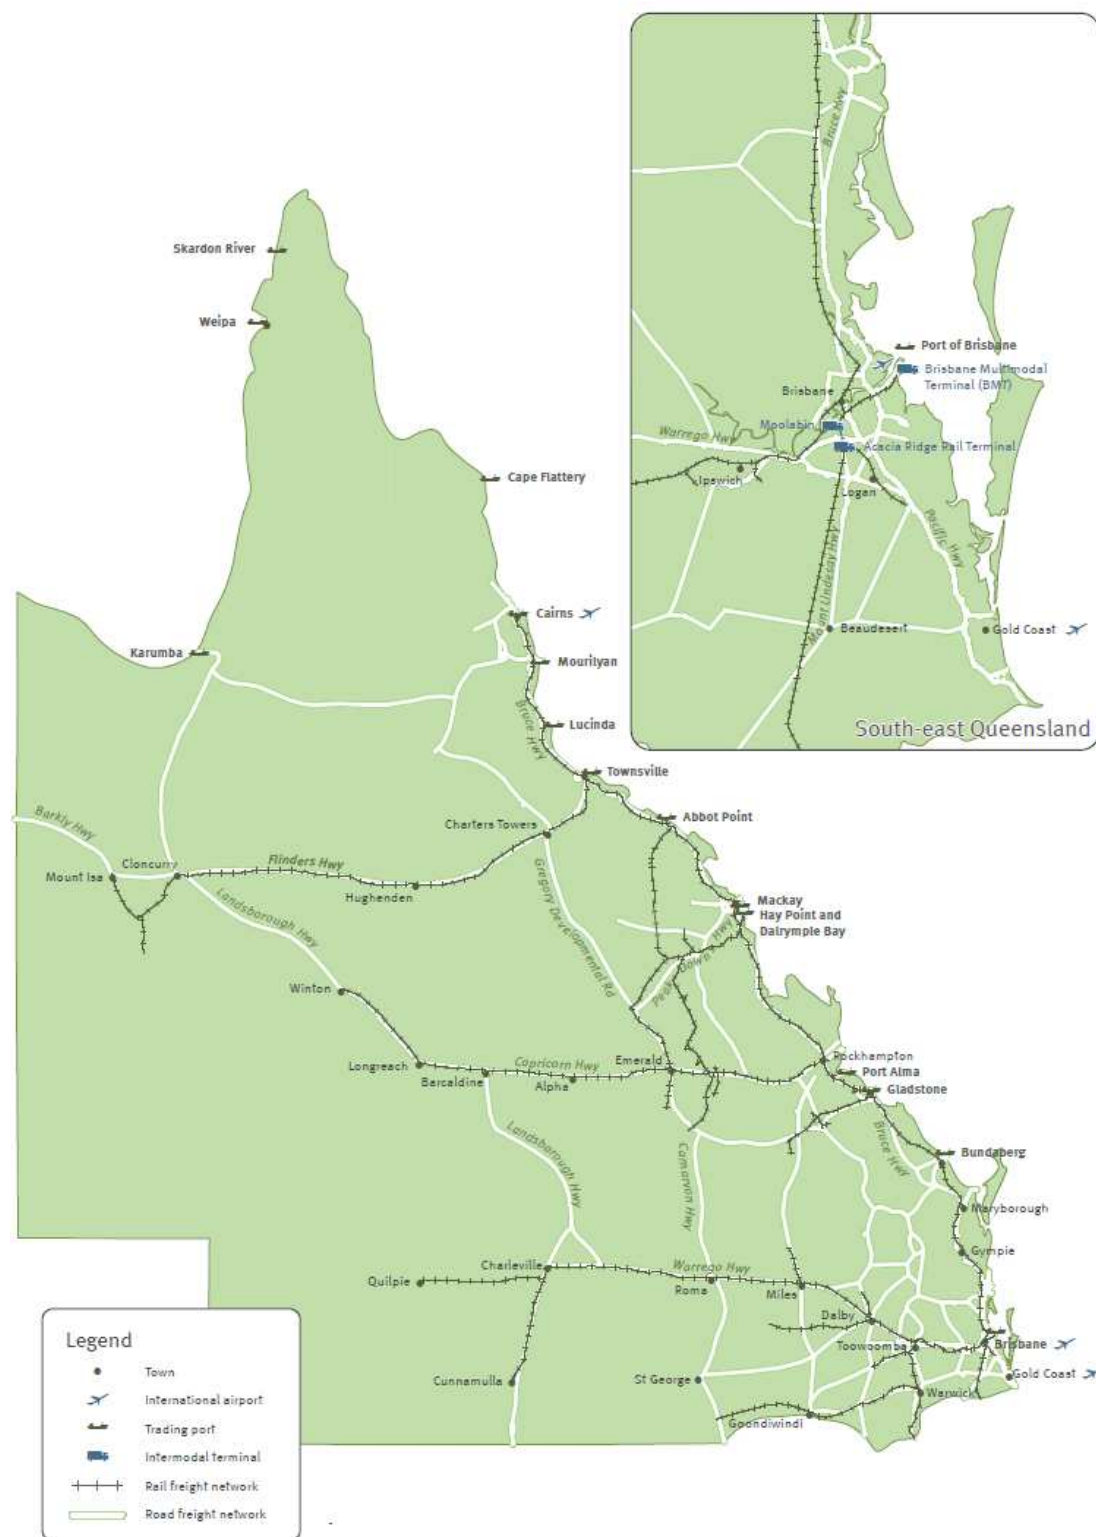 Bruce Hwy
Port of Brisbane
Brisbane Multimodal
Terminal (BMT)
Brisbane
Moolabin
Warrego Hwy
Acacia Ridge Rail Terminal
Ipswich
Logan
Pacific Hwy
Mount Lindesay Hwy
Beaudesert
Gold Coast
South-east Queensland
Skardon River
Weipa
Cape Flattery
Cairns
Karumba
Mourilyan
Bruce Hwy
Lucinda
Townsville
Abbot Point
Barkly Hwy
Charters Towers
Cloncurry
Flinders Hwy
Mount Isa
Hughenden
Gregory Developmental Rd
Landsborough Hwy
Mackay
Hay Point and
Dalrymple Bay
Peak Downs Hwy
Winton
Longreach
Capricorn Hwy
Emerald
Rockhampton
Barcaldine
Alpha
Port Alma
Gladstone
Landsborough Hwy
Carnarvon Hwy
Bruce Hwy
Bundaberg
Maryborough
Gympie
Charleville
Warrego Hwy
Quilpie
Roma
Miles
Dalby
Toowoomba
Brisbane
Gold Coast
Cunnamulla
St George
Warwick
Goondiwindi
Legend
Town
International airport
Trading port
Intermodal terminal
Rail freight network
Road freight network